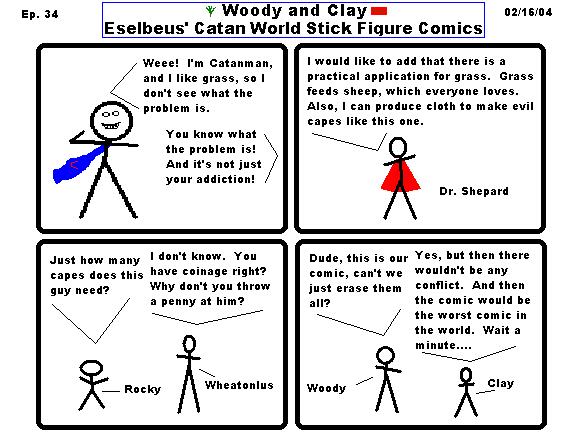 Ep. 34
Woody and Clay
02/16/04
Eselbeus' Catan World Stick Figure Comics
Weee! I'm Catanman,
and I like grass, so I
don't see what the
problem is.
You know what
the problem is!
And it's not just
your addiction!
I would like to add that there is a
practical application for grass. Grass
feeds sheep, which everyone loves.
Also, I can produce cloth to make evil
capes like this one.
Dr. Shepard
Just how many
capes does this
guy need?
I don't know. You
have coinage right?
Why don't you throw
a penny at him?
Rocky
Wheatonius
Dude, this is our
comic, can't we
just erase them
all?
Yes, but then there
wouldn't be any
conflict. And then
the comic would be
the worst comic in
the world. Wait a
minute....
Woody
Clay